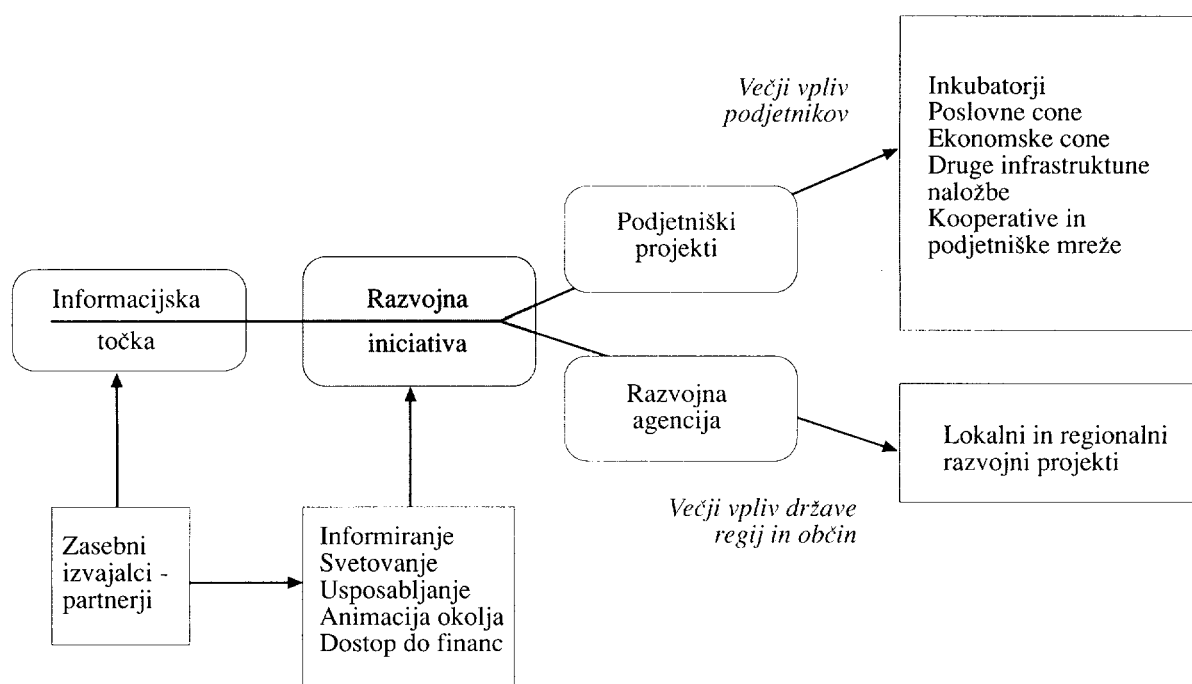 Večji vpliv
podjetnikov
Inkubatorji
Poslovne cone
Ekonomske cone
Druge infrastruktune
naložbe
Kooperative in
podjetniške mreže
Podjetniški
projekti
Informacijska
točka
Razvojna
iniciativa
Razvojna
agencija
Lokalni in regionalni
razvojni projekti
Večji vpliv države
regij in občin
Zasebni
izvajalci -
partnerji
Informiranje
Svetovanje
Usposabljanje
Animacija okolja
Dostop do financ